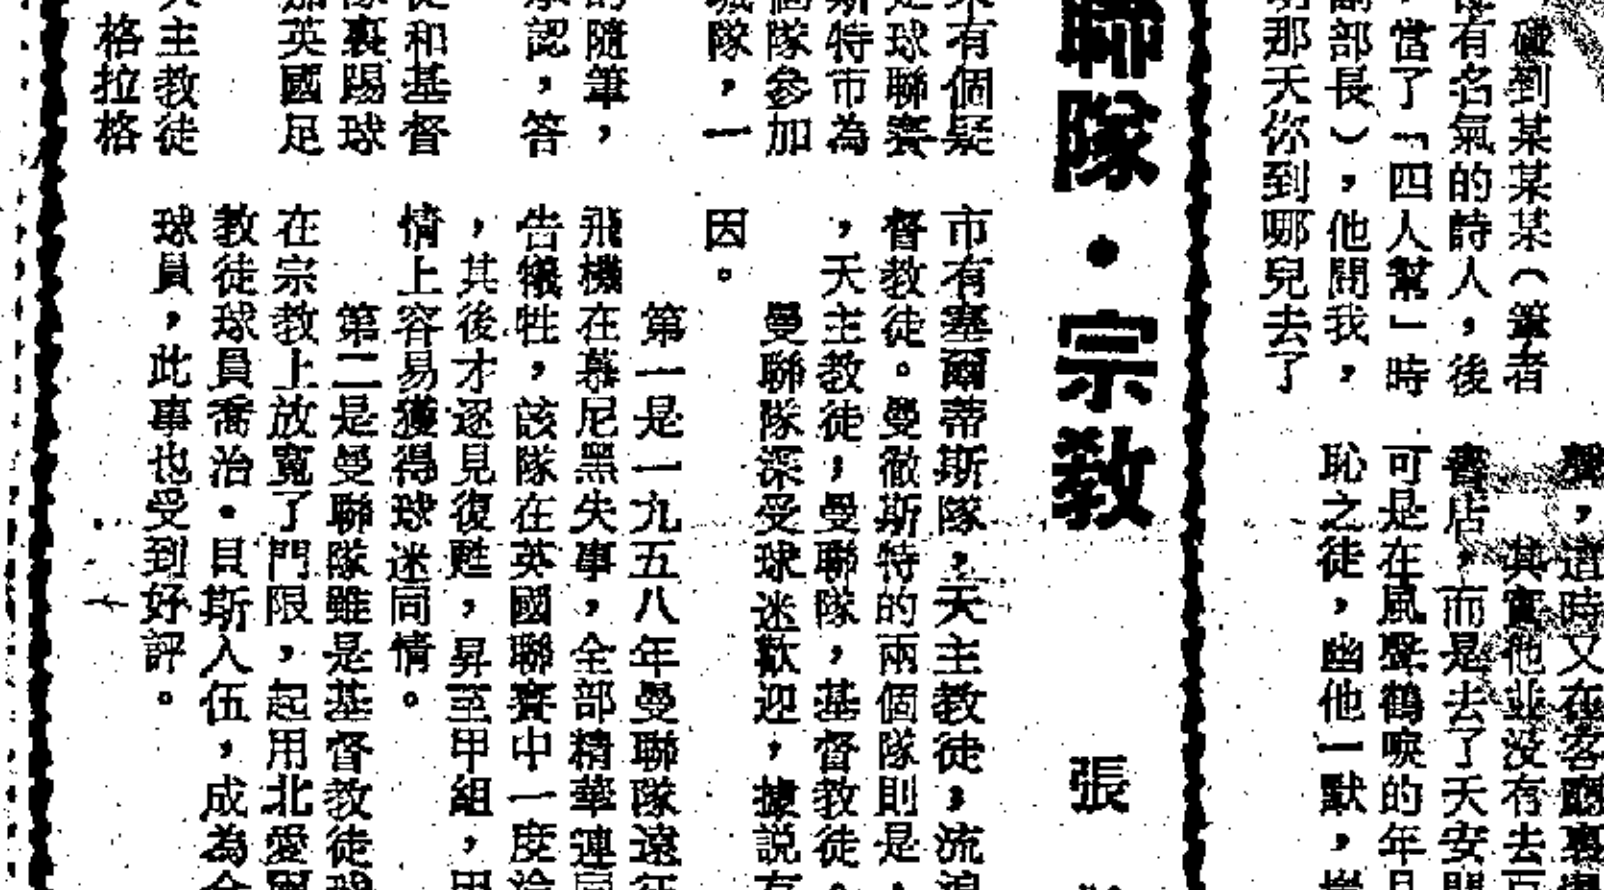 碰到某某某某（筆者
有名氣的詩人，後
，當了「四人幫」時
副部長），他問我，
那天你到哪兒去了
聲，這時又在客廳裏
其實他並沒有去
書店，而是去了天安門
可是在風聲鶴唳的年月
恥之徒，幽他一默，
聯隊・宗教
張
有個疑
足球聯賽
斯特市為
個隊參加
城隊，一
的隨筆，
承認，答
從和基督
隊裏踢球
加英國足
主教徒
格拉格
市有塞爾蒂斯隊，天主教徒；流浪
督教徒。曼徹斯特的兩個隊則是，
，天主教徒；曼聯隊，基督教徒。
曼聯隊深受球迷歡迎，據說有
因。
第一是一九五八年曼聯隊遠征
飛機在慕尼黑失事，全部精華連同
告犧牲，該隊在英國聯賽中一度淪
，其後才逐見復甦，昇至甲組，
情上容易獲得球迷同情。
第二是曼聯隊雖是基督教徒球
在宗教上放寬了門限，起用北愛爾
教徒球員喬治・貝斯入伍，成為
球員，此事也受到好評。